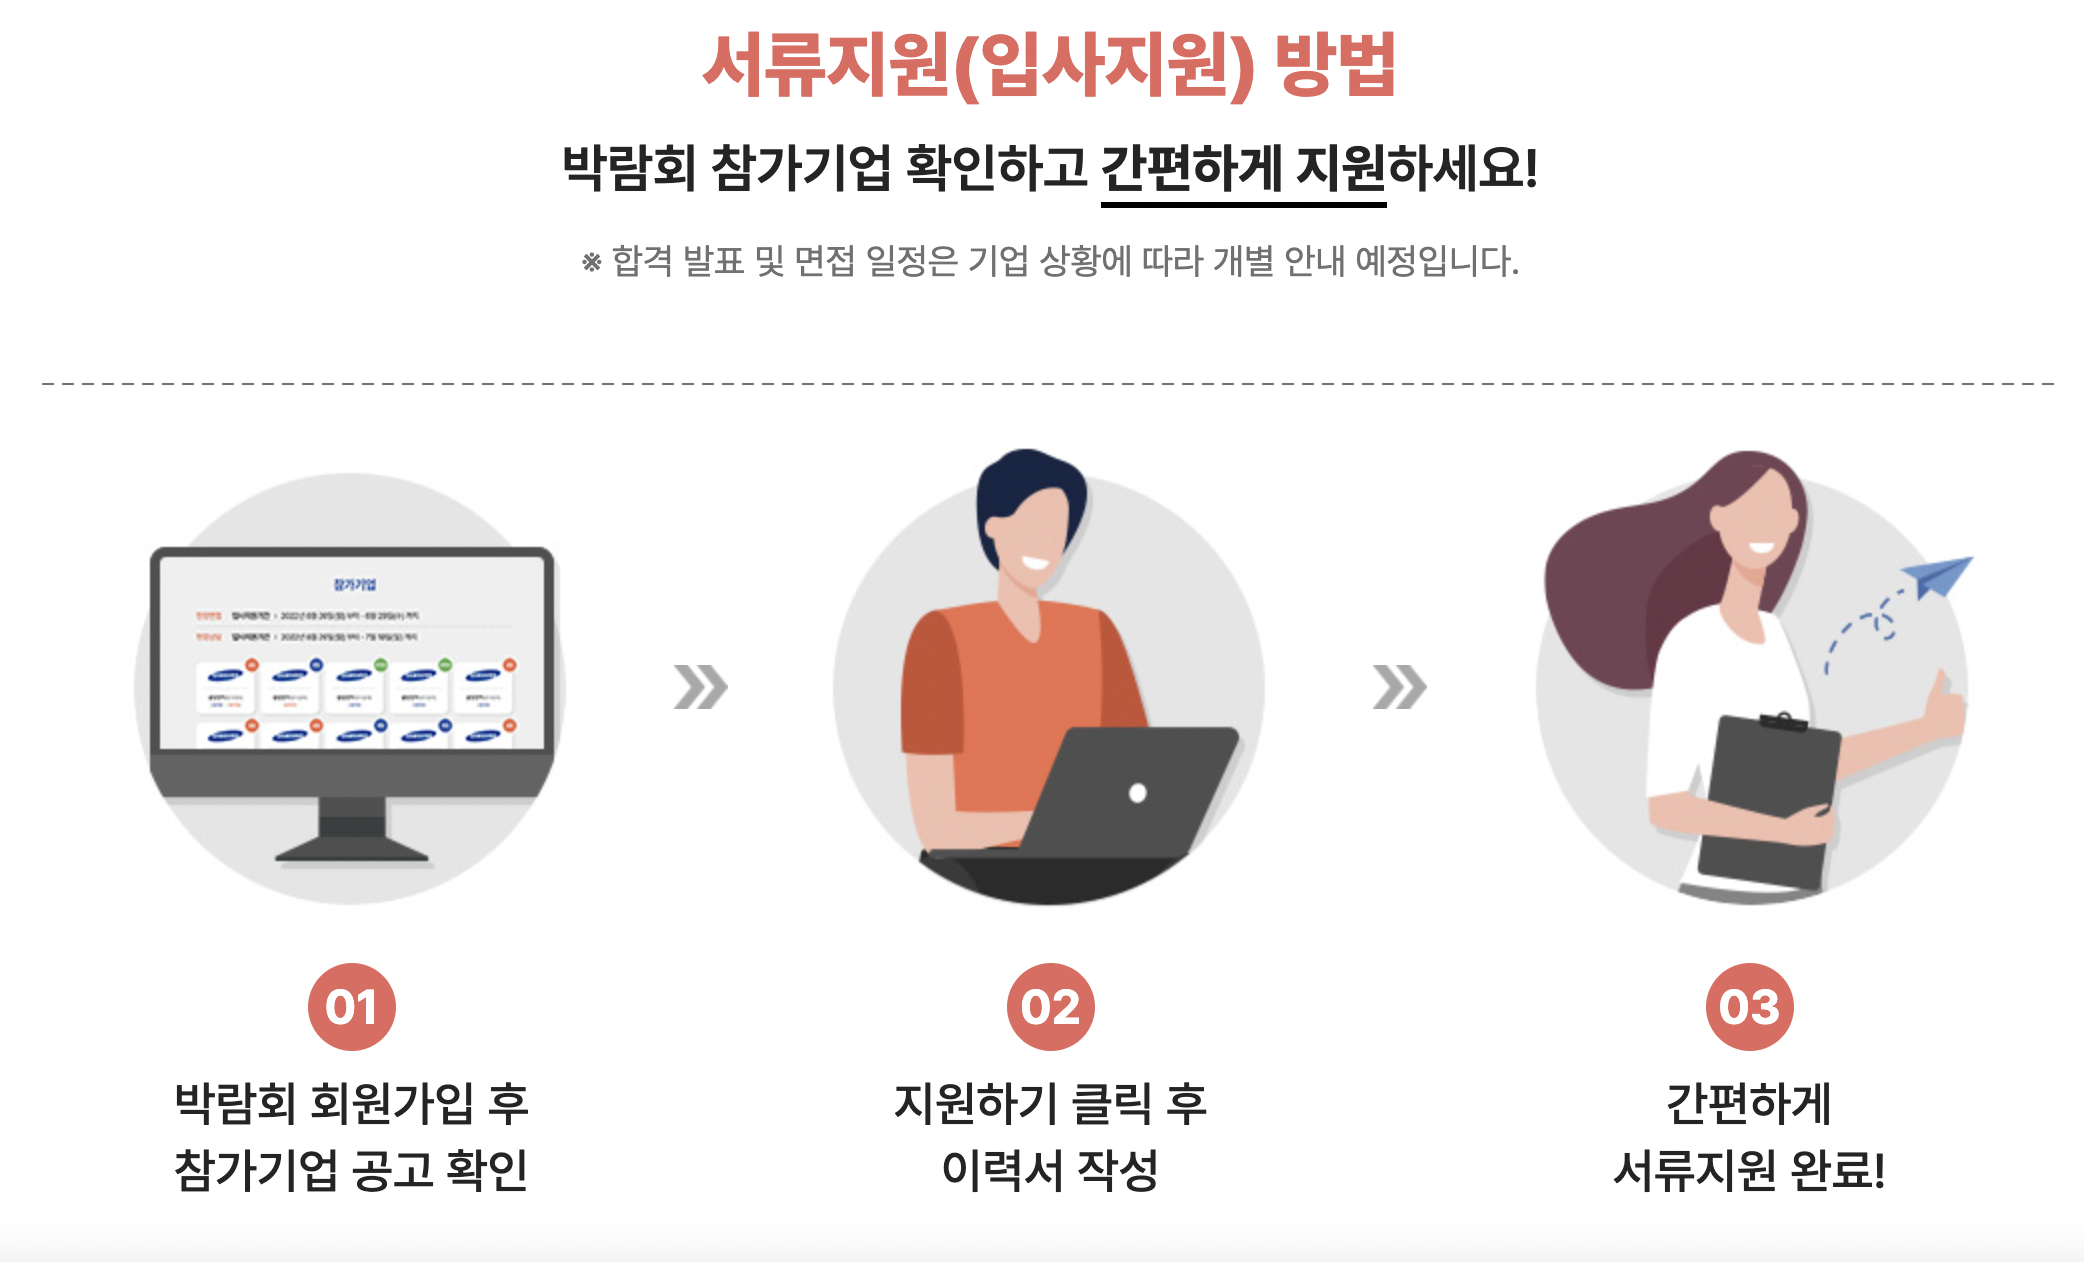 서류지원(입사지원) 방법
박람회 참가기업 확인하고 간편하게 지원하세요!
※ 합격 발표 및 면접 일정은 기업 상황에 따라 개별 안내 예정입니다.
참가기업
01
박람회 회원가입 후
참가기업 공고 확인
02
지원하기 클릭 후
이력서 작성
03
간편하게
서류지원 완료!